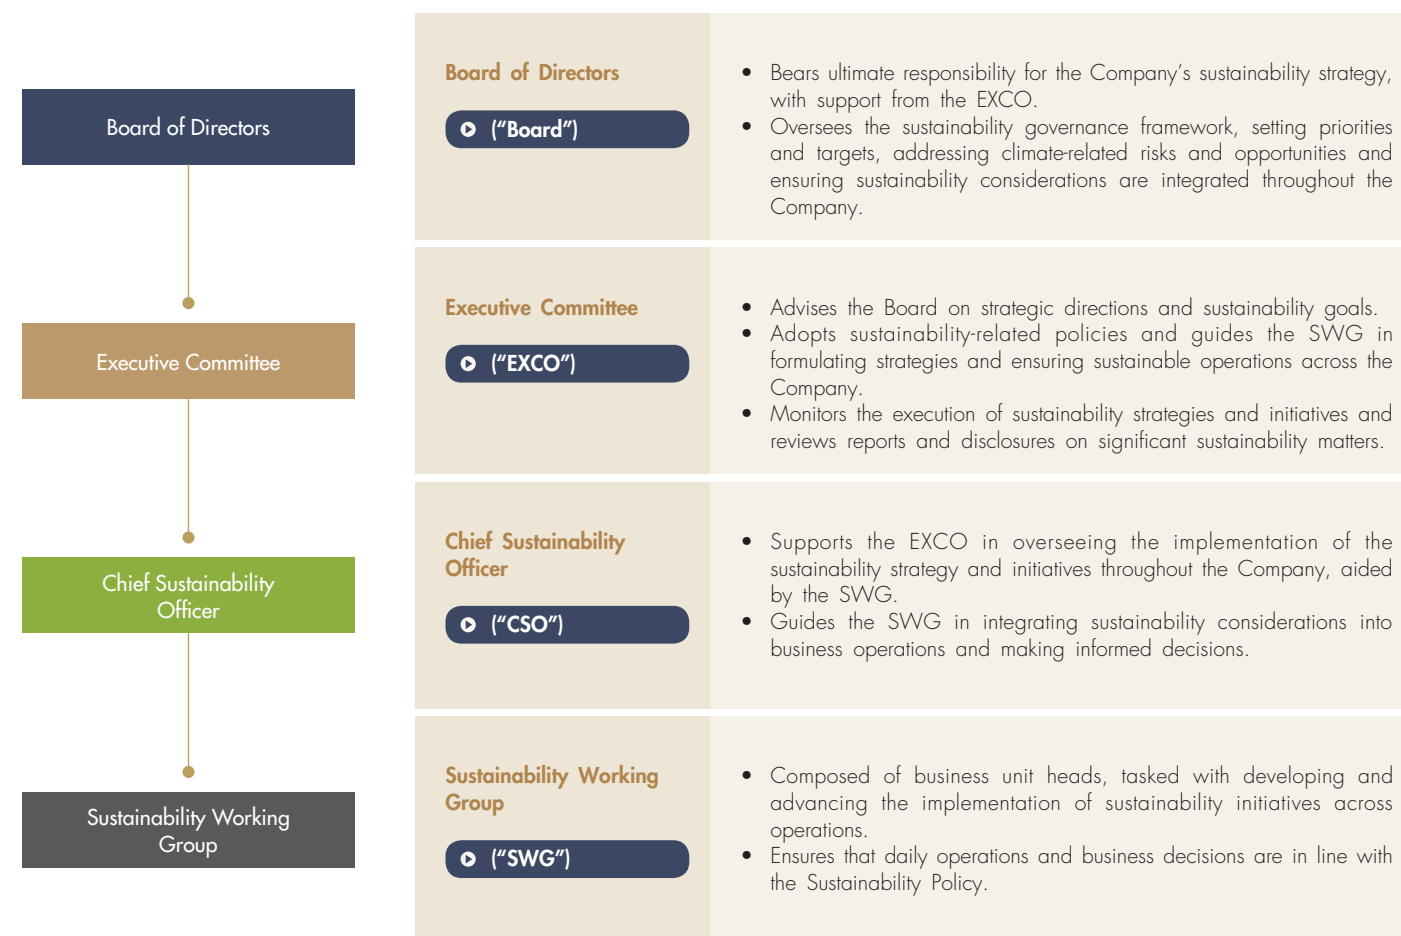 Board of Directors
Executive Committee
Chief Sustainability
Officer
Sustainability Working
Group
Board of Directors
(“Board”)
• Bears ultimate responsibility for the Company’s sustainability strategy,
with support from the EXCO.
• Oversees the sustainability governance framework, setting priorities
and targets, addressing climate-related risks and opportunities and
ensuring sustainability considerations are integrated throughout the
Company.
Executive Committee
(“EXCO”)
• Advises the Board on strategic directions and sustainability goals.
• Adopts sustainability-related policies and guides the SWG in
formulating strategies and ensuring sustainable operations across the
Company.
• Monitors the execution of sustainability strategies and initiatives and
reviews reports and disclosures on significant sustainability matters.
Chief Sustainability
Officer
(“CSO”)
• Supports the EXCO in overseeing the implementation of the
sustainability strategy and initiatives throughout the Company, aided
by the SWG.
• Guides the SWG in integrating sustainability considerations into
business operations and making informed decisions.
Sustainability Working
Group
(“SWG”)
• Composed of business unit heads, tasked with developing and
advancing the implementation of sustainability initiatives across
operations.
• Ensures that daily operations and business decisions are in line with
the Sustainability Policy.